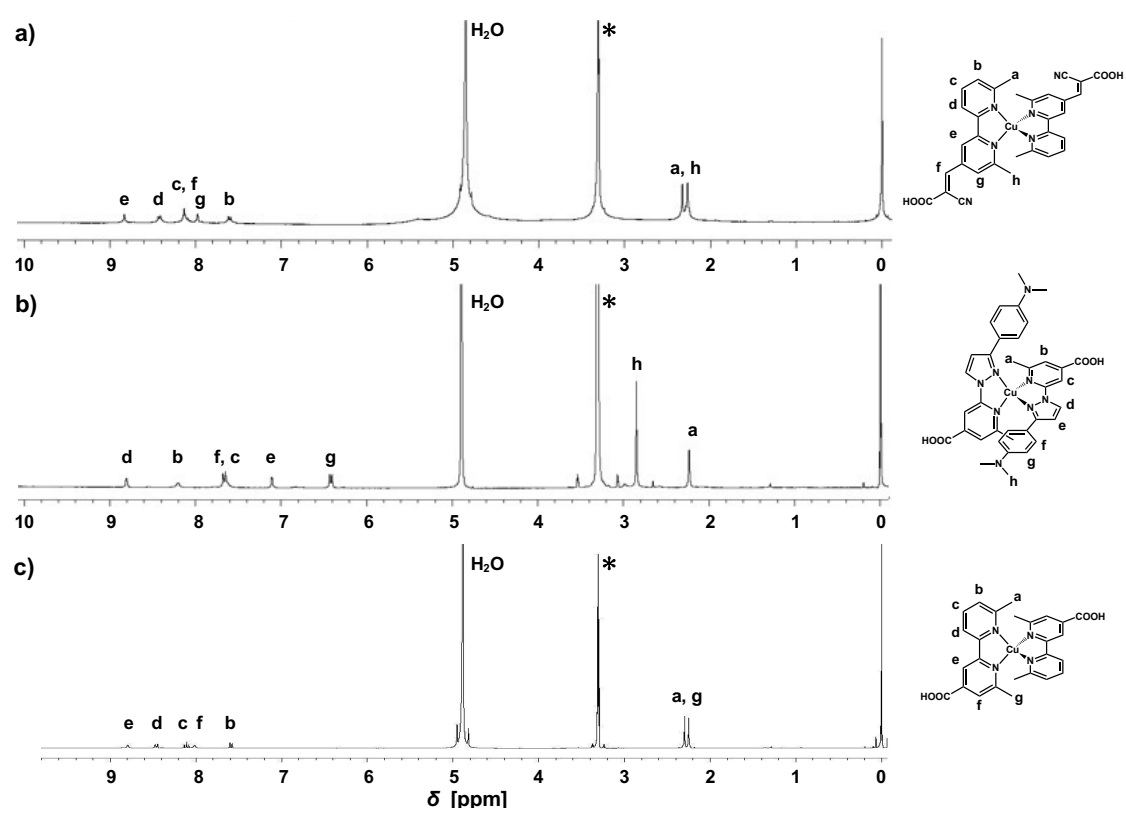 a)
H₂O
*
e d c, f g b
a, h
10 9 8 7 6 5 4 3 2 1 0
b
c
a
d
N
N
Cu
e
N
N
f
g
h
HOOC
CN
NC
COOH
b)
H₂O
*
d b f, c e g
h
a
10 9 8 7 6 5 4 3 2 1 0
N
a
b
COOH
c
N
N
N
Cu
N
N
N
d
e
HOOC
f
g
N
h
c)
H₂O
*
e d c f b
a, g
9 8 7 6 5 4 3 2 1 0
δ [ppm]
b
c
a
d
N
N
Cu
COOH
e
N
N
HOOC
f
g